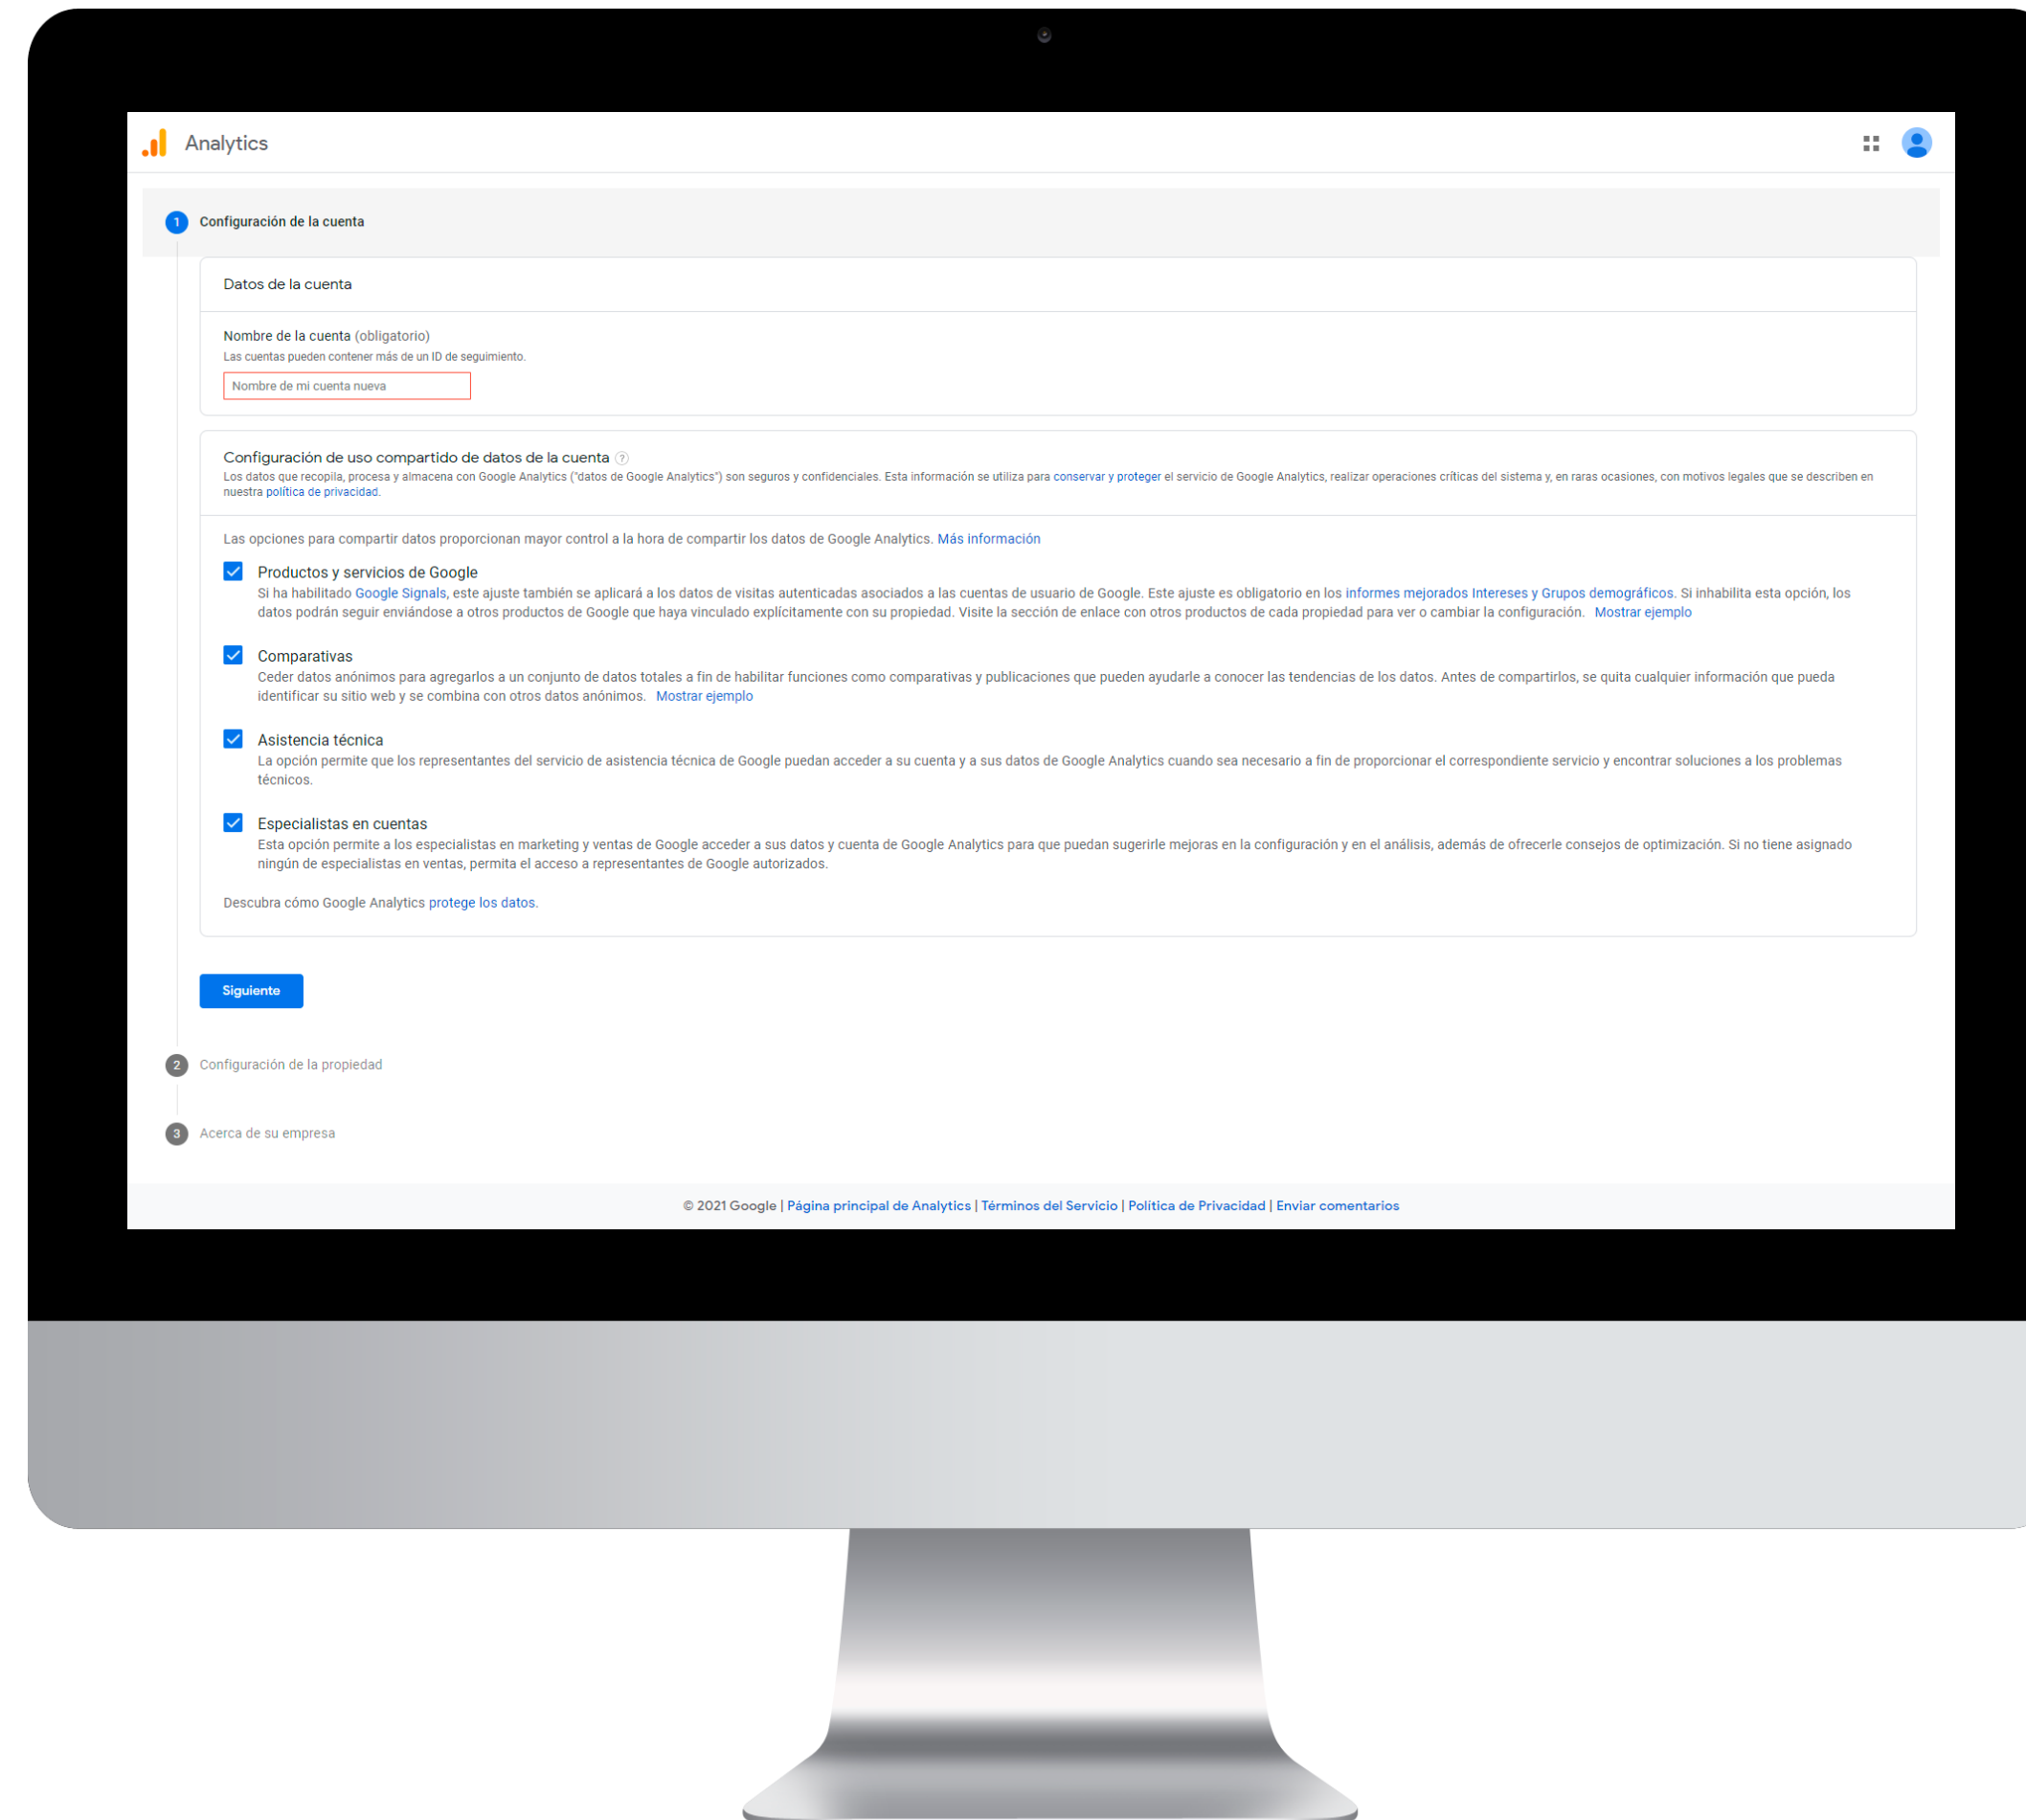 Analytics
1 Configuración de la cuenta
Datos de la cuenta
Nombre de la cuenta (obligatorio)
Las cuentas pueden contener más de un ID de seguimiento.
Nombre de mi cuenta nueva
Configuración de uso compartido de datos de la cuenta ?
Los datos que recopila, procesa y almacena con Google Analytics ("datos de Google Analytics") son seguros y confidenciales. Esta información se utiliza para conservar y proteger el servicio de Google Analytics, realizar operaciones críticas del sistema y, en raras ocasiones, con motivos legales que se describen en
nuestra política de privacidad.
Las opciones para compartir datos proporcionan mayor control a la hora de compartir los datos de Google Analytics. Más información
Productos y servicios de Google
Si ha habilitado Google Signals, este ajuste también se aplicará a los datos de visitas autenticadas asociados a las cuentas de usuario de Google. Este ajuste es obligatorio en los informes mejorados Intereses y Grupos demográficos. Si inhabilita esta opción, los
datos podrán seguir enviándose a otros productos de Google que haya vinculado explícitamente con su propiedad. Visite la sección de enlace con otros productos de cada propiedad para ver o cambiar la configuración. Mostrar ejemplo
Comparativas
Ceder datos anónimos para agregarlos a un conjunto de datos totales a fin de habilitar funciones como comparativas y publicaciones que pueden ayudarle a conocer las tendencias de los datos. Antes de compartirlos, se quita cualquier información que pueda
identificar su sitio web y se combina con otros datos anónimos. Mostrar ejemplo
Asistencia técnica
La opción permite que los representantes del servicio de asistencia técnica de Google puedan acceder a su cuenta y a sus datos de Google Analytics cuando sea necesario a fin de proporcionar el correspondiente servicio y encontrar soluciones a los problemas
técnicos.
Especialistas en cuentas
Esta opción permite a los especialistas en marketing y ventas de Google acceder a sus datos y cuenta de Google Analytics para que puedan sugerirle mejoras en la configuración y en el análisis, además de ofrecerle consejos de optimización. Si no tiene asignado
ningún de especialistas en ventas, permita el acceso a representantes de Google autorizados.
Descubra cómo Google Analytics protege los datos.
Siguiente
2 Configuración de la propiedad
3 Acerca de su empresa
© 2021 Google | Página principal de Analytics | Términos del Servicio | Política de Privacidad | Enviar comentarios